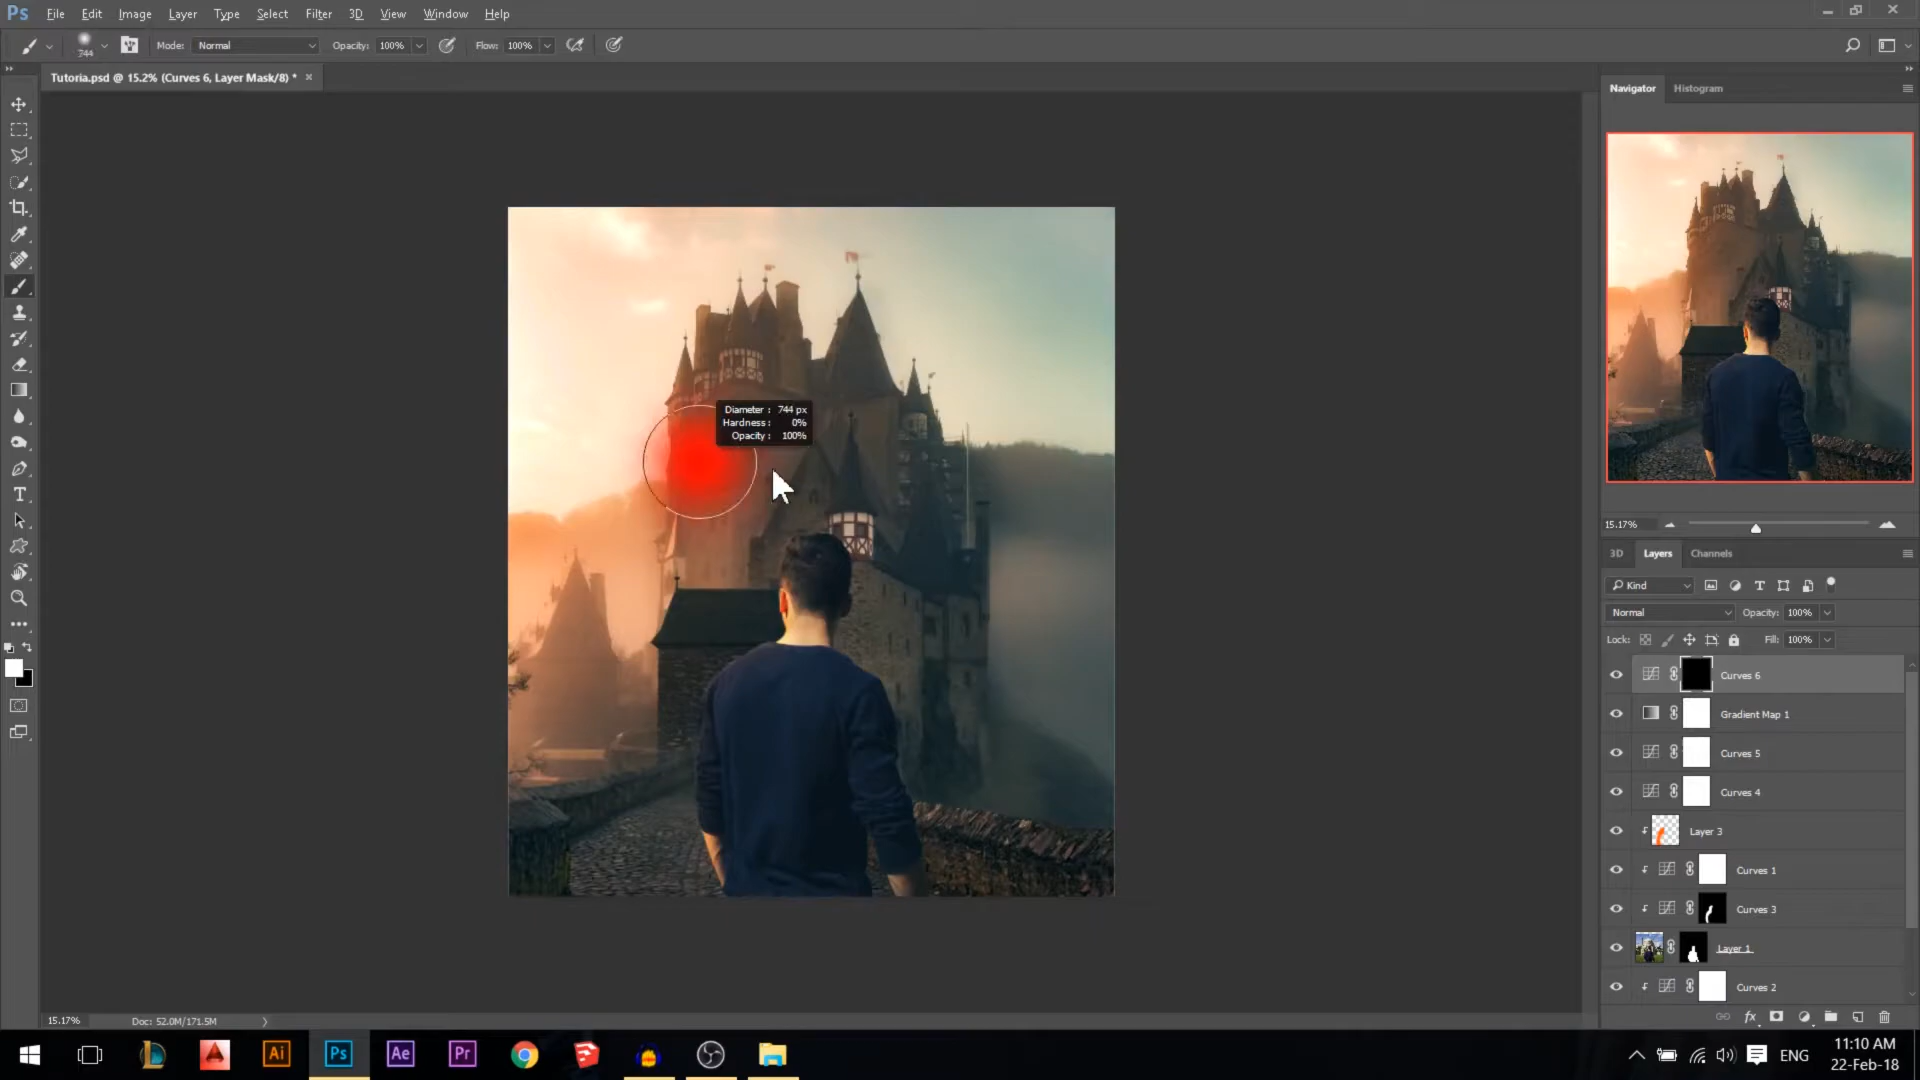 Ps File Edit Image Layer Type Select Filter 3D View Window Help
744 Mode: Normal Opacity: 100% Flow: 100%
Tutoria.psd @ 15.2% (Curves 6, Layer Mask/8) * ×
Navigator Histogram
Diameter : 744 px
Hardness : 0%
Opacity : 100%
15.17%
3D Layers Channels
Kind
Normal Opacity: 100%
Lock: Fill: 100%
Curves 6
Gradient Map 1
Curves 5
Curves 4
Layer 3
Curves 1
Curves 3
Layer 1
Curves 2
15.17% Doc: 52.0M/171.5M
Ai Ps Ae Pr ENG
11:10 AM
22-Feb-18